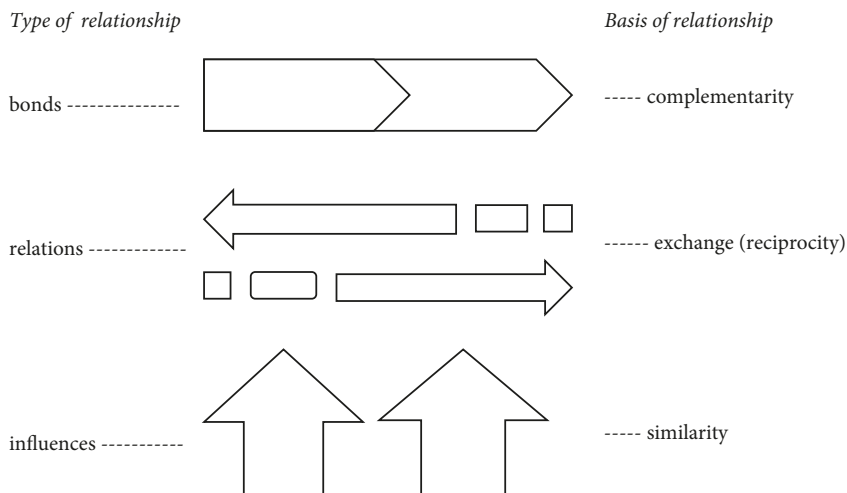 Type of relationship
Basis of relationship
bonds ---------------
----- complementarity
relations -------------
------ exchange (reciprocity)
influences -----------
----- similarity